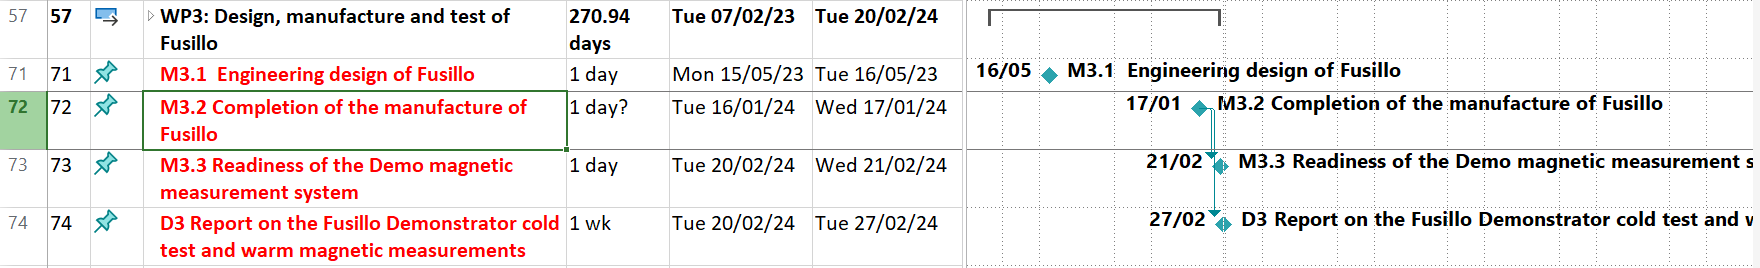 57 57 WP3: Design, manufacture and test of Fusillo 270.94 days Tue 07/02/23 Tue 20/02/24
71 71 M3.1 Engineering design of Fusillo 1 day Mon 15/05/23 Tue 16/05/23 16/05 M3.1 Engineering design of Fusillo
72 72 M3.2 Completion of the manufacture of Fusillo 1 day? Tue 16/01/24 Wed 17/01/24 17/01 M3.2 Completion of the manufacture of Fusillo
73 73 M3.3 Readiness of the Demo magnetic measurement system 1 day Tue 20/02/24 Wed 21/02/24 21/02 M3.3 Readiness of the Demo magnetic measurement s
74 74 D3 Report on the Fusillo Demonstrator cold test and warm magnetic measurements 1 wk Tue 20/02/24 Tue 27/02/24 27/02 D3 Report on the Fusillo Demonstrator cold test and w